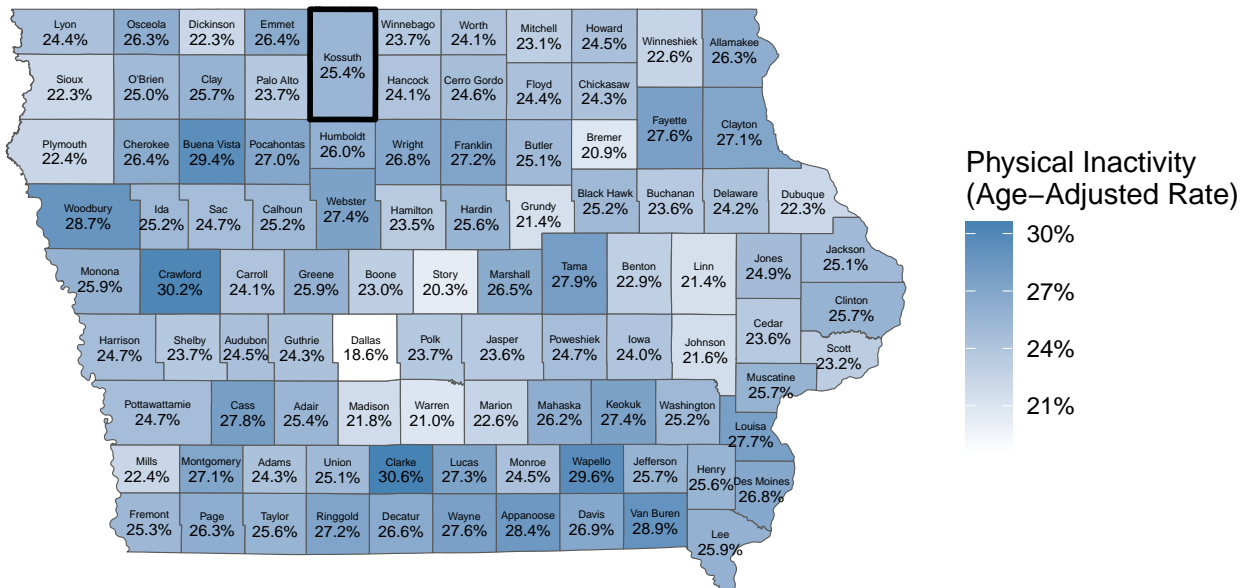 Lyon
24.4%
Osceola
26.3%
Dickinson
22.3%
Emmet
26.4%
Kossuth
25.4%
Winnebago
23.7%
Worth
24.1%
Mitchell
23.1%
Howard
24.5%
Winneshiek
22.6%
Allamakee
26.3%
Sioux
22.3%
O'Brien
25.0%
Clay
25.7%
Palo Alto
23.7%
Hancock
24.1%
Cerro Gordo
24.6%
Floyd
24.4%
Chickasaw
24.3%
Plymouth
22.4%
Cherokee
26.4%
Buena Vista
29.4%
Pocahontas
27.0%
Humboldt
26.0%
Wright
26.8%
Franklin
27.2%
Butler
25.1%
Bremer
20.9%
Fayette
27.6%
Clayton
27.1%
Woodbury
28.7%
Ida
25.2%
Sac
24.7%
Calhoun
25.2%
Webster
27.4%
Hamilton
23.5%
Hardin
25.6%
Grundy
21.4%
Black Hawk
25.2%
Buchanan
23.6%
Delaware
24.2%
Dubuque
22.3%
Monona
25.9%
Crawford
30.2%
Carroll
24.1%
Greene
25.9%
Boone
23.0%
Story
20.3%
Marshall
26.5%
Tama
27.9%
Benton
22.9%
Linn
21.4%
Jones
24.9%
Jackson
25.1%
Clinton
25.7%
Harrison
24.7%
Shelby
23.7%
Audubon
24.5%
Guthrie
24.3%
Dallas
18.6%
Polk
23.7%
Jasper
23.6%
Poweshiek
24.7%
Iowa
24.0%
Johnson
21.6%
Cedar
23.6%
Scott
23.2%
Muscatine
25.7%
Pottawattamie
24.7%
Cass
27.8%
Adair
25.4%
Madison
21.8%
Warren
21.0%
Marion
22.6%
Mahaska
26.2%
Keokuk
27.4%
Washington
25.2%
Louisa
27.7%
Mills
22.4%
Montgomery
27.1%
Adams
24.3%
Union
25.1%
Clarke
30.6%
Lucas
27.3%
Monroe
24.5%
Wapello
29.6%
Jefferson
25.7%
Henry
25.6%
Des Moines
26.8%
Fremont
25.3%
Page
26.3%
Taylor
25.6%
Ringgold
27.2%
Decatur
26.6%
Wayne
27.6%
Appanoose
28.4%
Davis
26.9%
Van Buren
28.9%
Lee
25.9%
Physical Inactivity
(Age−Adjusted Rate)
30%
27%
24%
21%